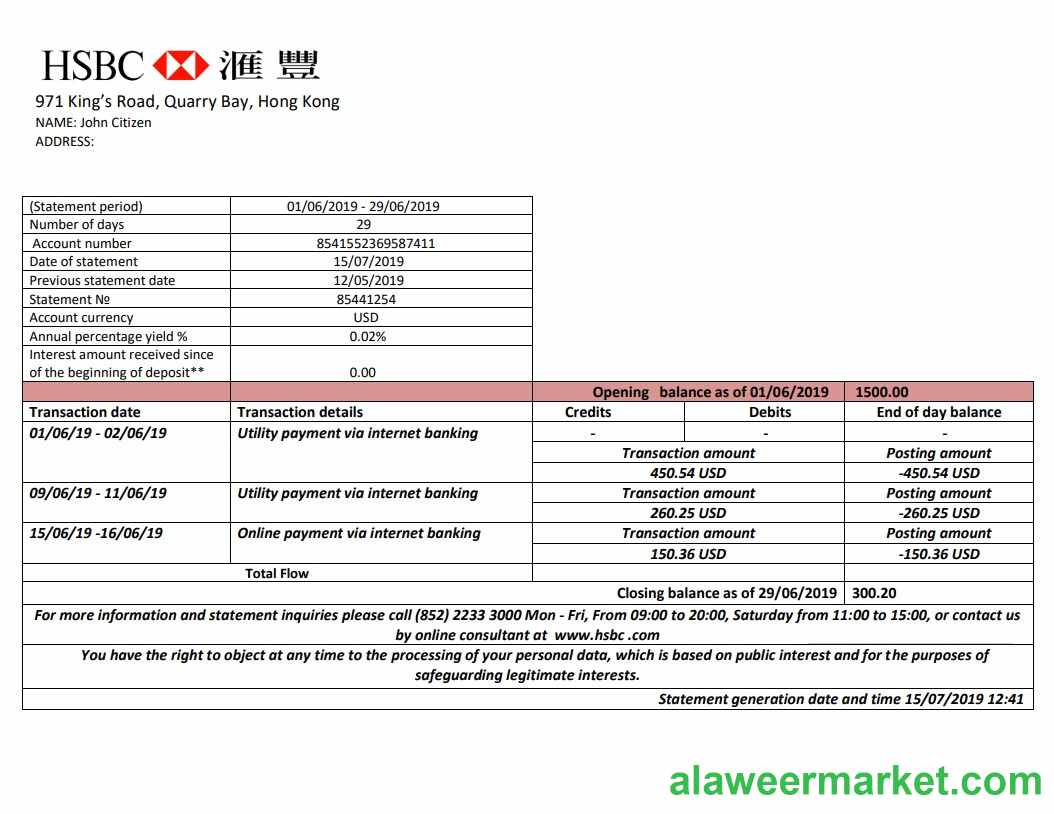 HSBC 滙豐
971 King's Road, Quarry Bay, Hong Kong
NAME: John Citizen
ADDRESS:
(Statement period) 01/06/2019 - 29/06/2019
Number of days 29
Account number 8541552369587411
Date of statement 15/07/2019
Previous statement date 12/05/2019
Statement № 85441254
Account currency USD
Annual percentage yield % 0.02%
Interest amount received since
of the beginning of deposit** 0.00
Opening balance as of 01/06/2019 1500.00
Transaction date Transaction details Credits Debits End of day balance
01/06/19 - 02/06/19 Utility payment via internet banking - - -
Transaction amount Posting amount
450.54 USD -450.54 USD
09/06/19 - 11/06/19 Utility payment via internet banking Transaction amount Posting amount
260.25 USD -260.25 USD
15/06/19 -16/06/19 Online payment via internet banking Transaction amount Posting amount
150.36 USD -150.36 USD
Total Flow
Closing balance as of 29/06/2019 300.20
For more information and statement inquiries please call (852) 2233 3000 Mon - Fri, From 09:00 to 20:00, Saturday from 11:00 to 15:00, or contact us
by online consultant at www.hsbc .com
You have the right to object at any time to the processing of your personal data, which is based on public interest and for the purposes of
safeguarding legitimate interests.
Statement generation date and time 15/07/2019 12:41
alaweermarket.com